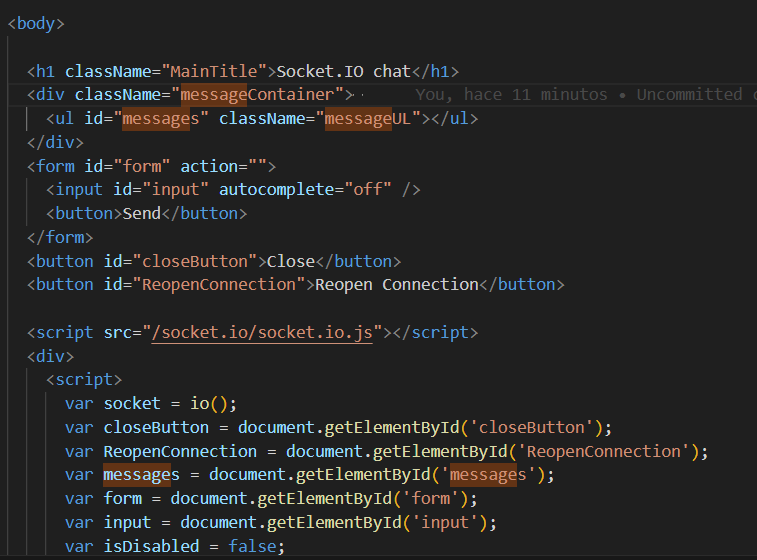 <body>
<h1 className="MainTitle">Socket.IO chat</h1>
<div className="messageContainer">·· You, hace 11 minutos • Uncommitted
<ul id="messages" className="messageUL"></ul>
</div>
<form id="form" action="">
<input id="input" autocomplete="off" />
<button>Send</button>
</form>
<button id="closeButton">Close</button>
<button id="ReopenConnection">Reopen Connection</button>
<script src="/socket.io/socket.io.js"></script>
<div>
<script>
var socket = io();
var closeButton = document.getElementById('closeButton');
var ReopenConnection = document.getElementById('ReopenConnection');
var messages = document.getElementById('messages');
var form = document.getElementById('form');
var input = document.getElementById('input');
var isDisabled = false;